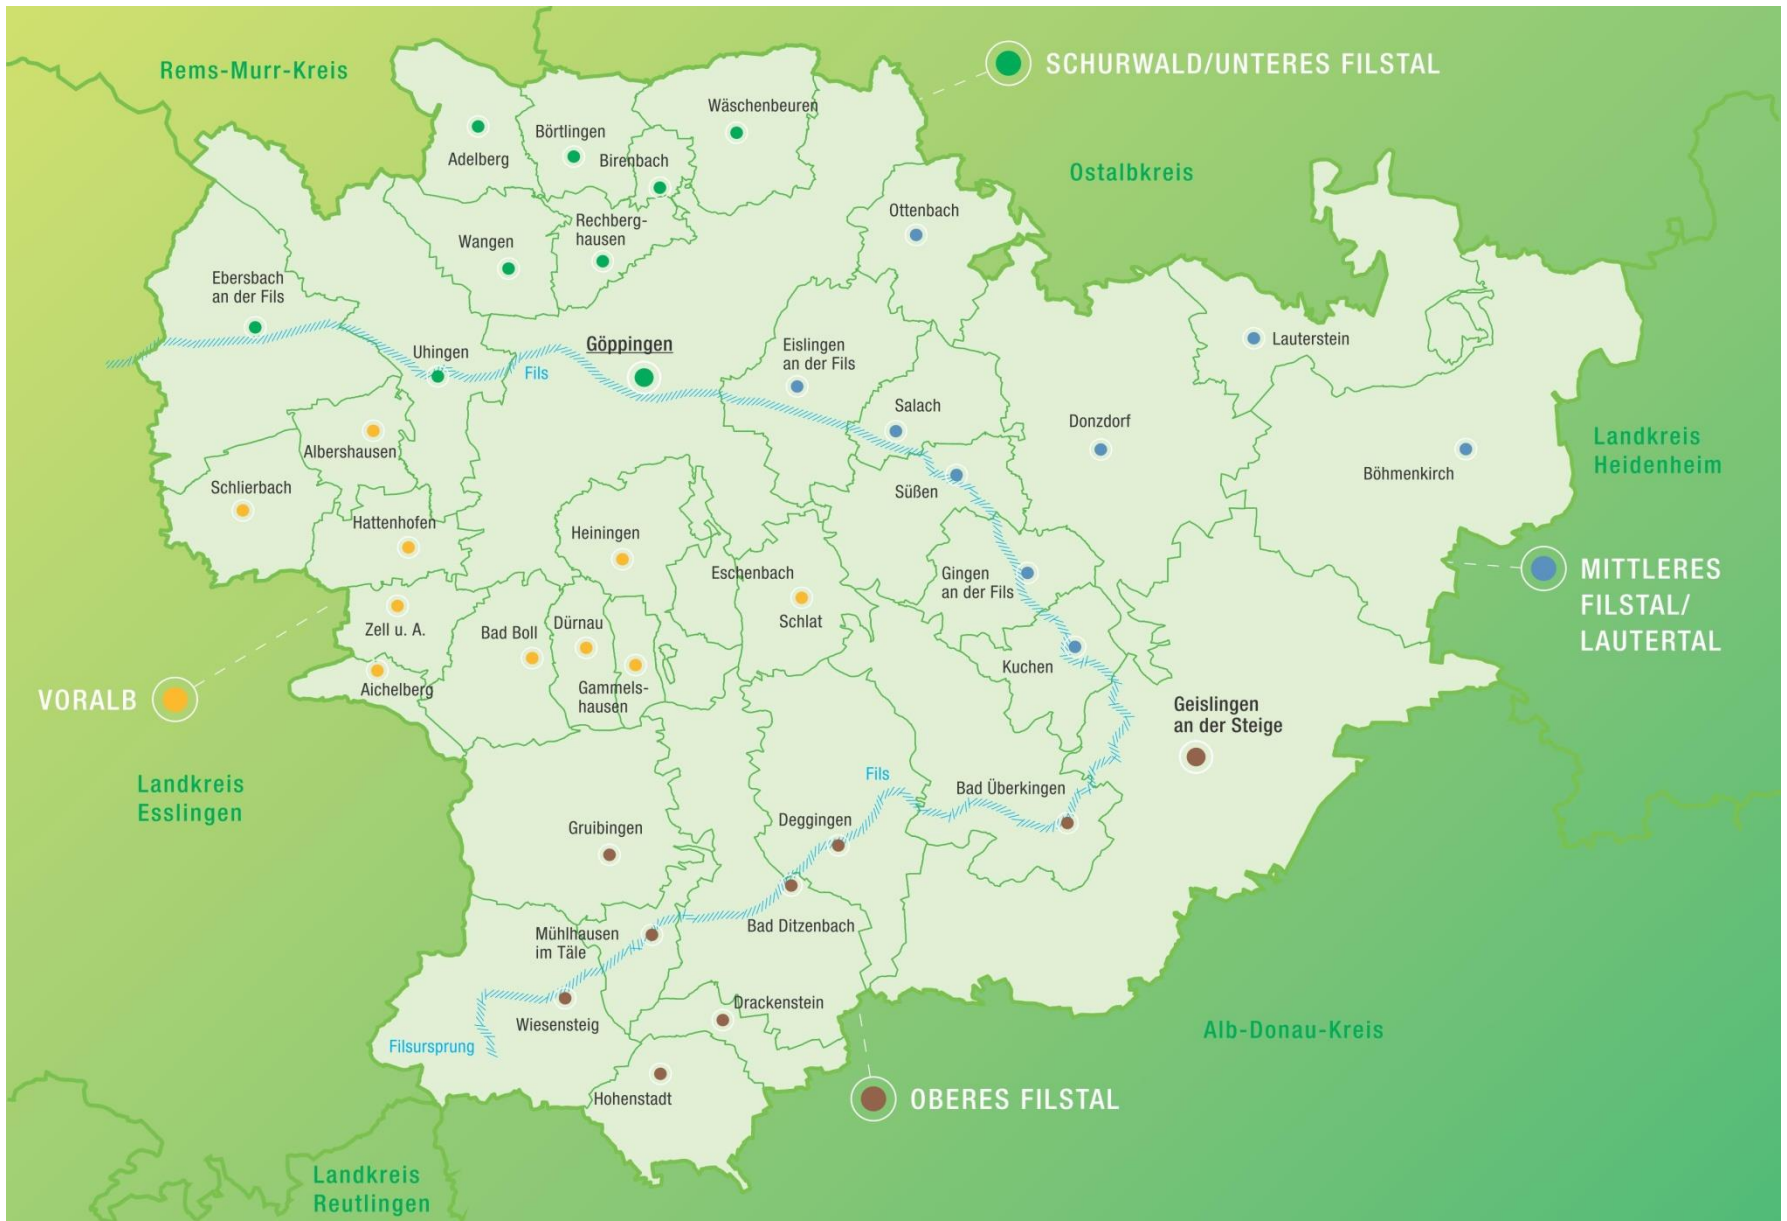 Rems-Murr-Kreis
SCHURWALD/UNTERES FILSTAL
Wäschenbeuren
Börtlingen
Adelberg
Birenbach
Ostalbkreis
Ottenbach
Rechberg-
hausen
Wangen
Ebersbach
an der Fils
Göppingen
Eislingen
an der Fils
Lauterstein
Uhingen
Fils
Salach
Donzdorf
Landkreis
Heidenheim
Albershausen
Böhmenkirch
Schlierbach
Süßen
Hattenhofen
Heiningen
Eschenbach
Gingen
an der Fils
MITTLERES
FILSTAL/
LAUTERTAL
Zell u. A.
Bad Boll
Dürnau
Schlat
Kuchen
Aichelberg
Gammels-
hausen
VORALB
Geislingen
an der Steige
Landkreis
Esslingen
Fils
Bad Überkingen
Gruibingen
Deggingen
Mühlhausen
im Täle
Bad Ditzenbach
Drackenstein
Wiesensteig
Filsursprung
Alb-Donau-Kreis
Hohenstadt
OBERES FILSTAL
Landkreis
Reutlingen